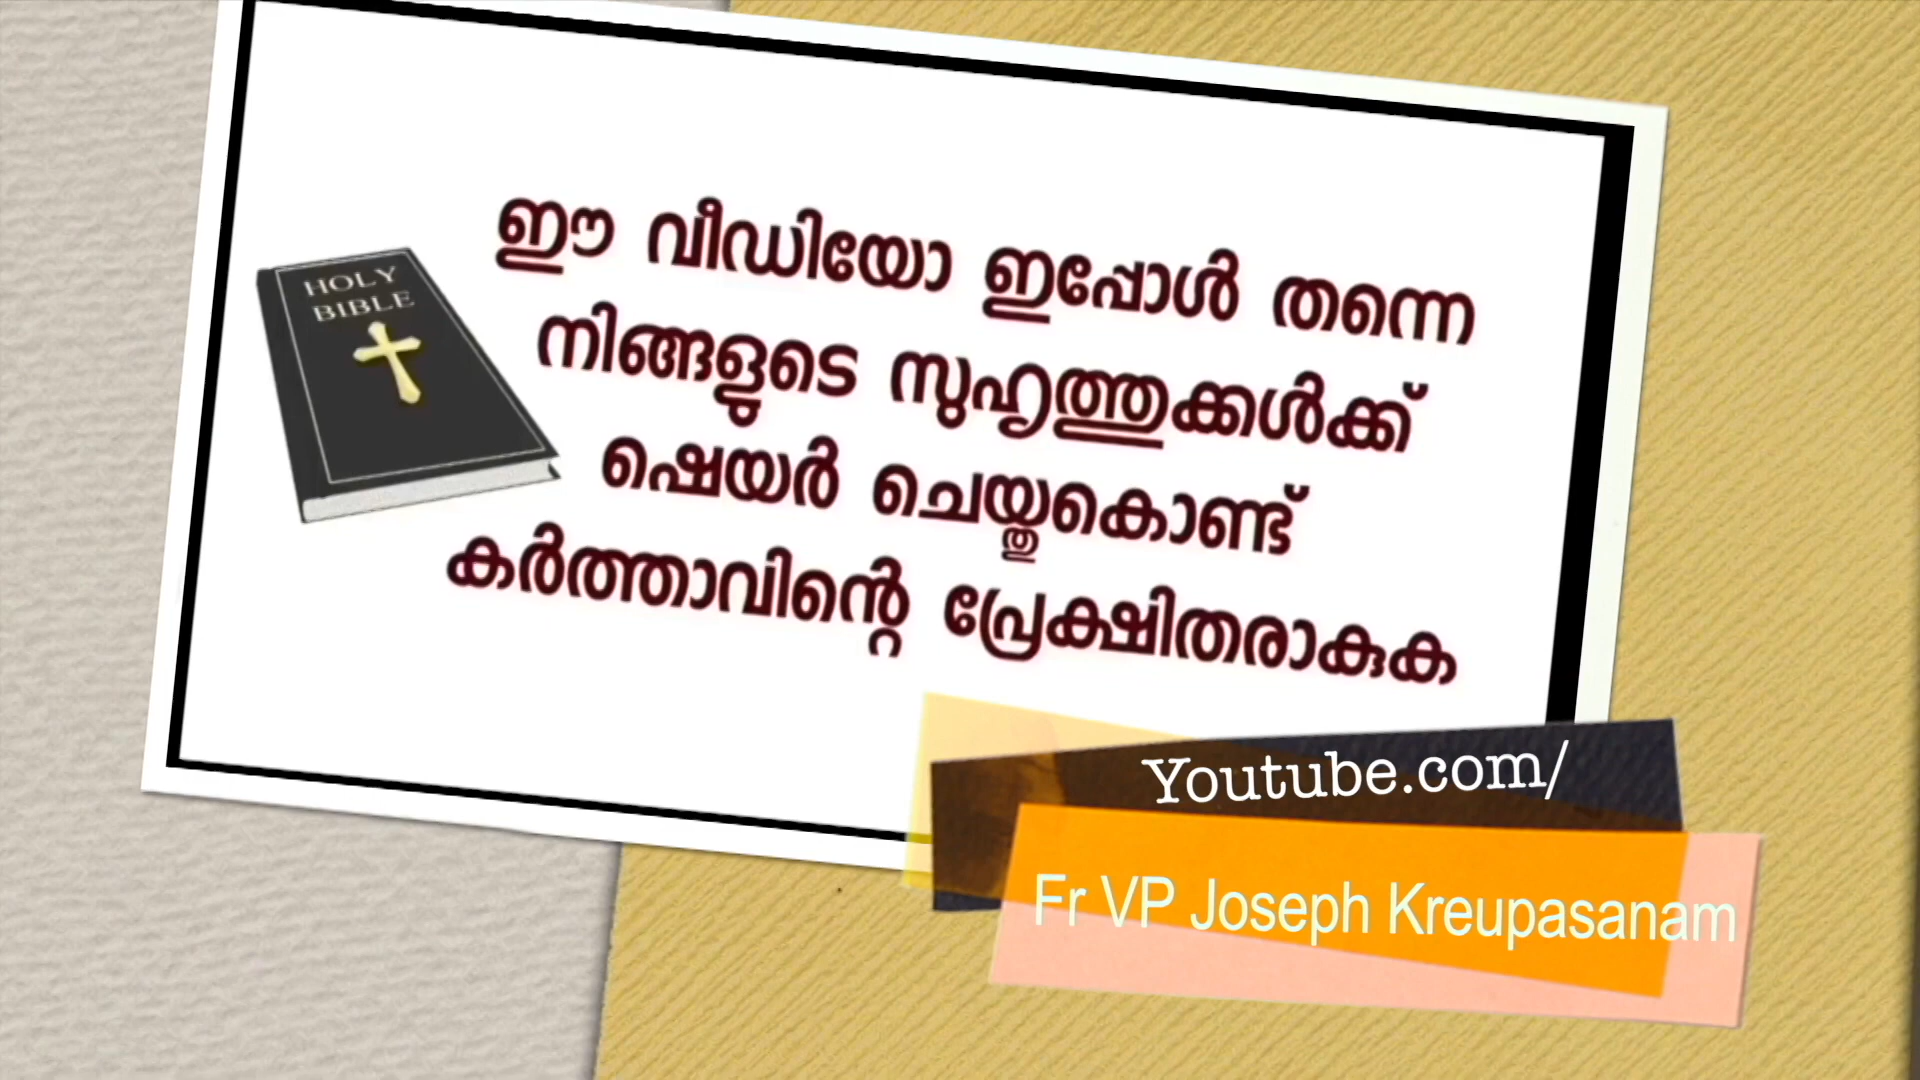 HOLY
BIBLE
ഈ വീഡിയോ ഇപ്പോൾ തന്നെ
നിങ്ങളുടെ സുഹൃത്തുക്കൾക്ക്
ഷെയർ ചെയ്തുകൊണ്ട്
കർത്താവിന്റെ പ്രേക്ഷിതരാകുക
Youtube.com/
Fr VP Joseph Kreupasanam